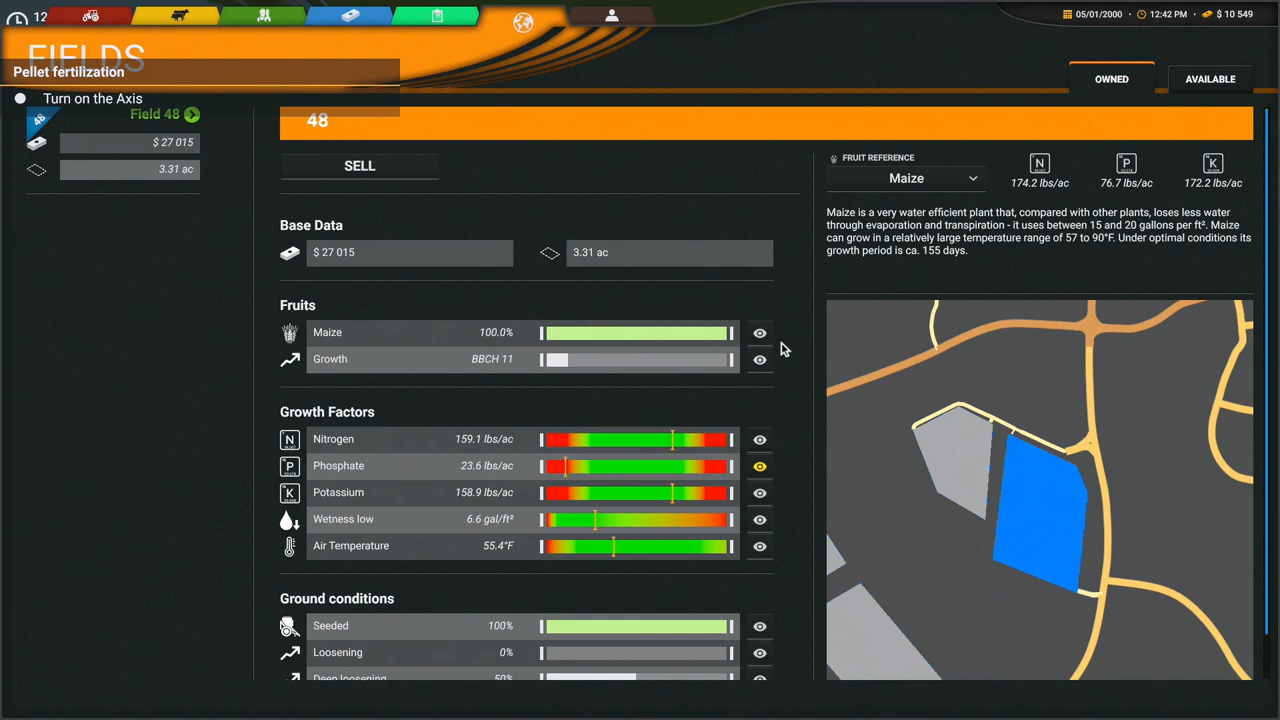 12
05/01/2000 • 12:42 PM • $ 10 549
FIELDS
Pellet fertilization
Turn on the Axis
OWNED
AVAILABLE
48
Field 48
$ 27 015
3.31 ac
48
SELL
Base Data
$ 27 015
3.31 ac
Fruits
Maize 100.0%
Growth BBCH 11
Growth Factors
N Nitrogen 159.1 lbs/ac
P Phosphate 23.6 lbs/ac
K Potassium 158.9 lbs/ac
Wetness low 6.6 gal/ft²
Air Temperature 55.4°F
Ground conditions
Seeded 100%
Loosening 0%
Deep loosening 50%
FRUIT REFERENCE
Maize
N
174.2 lbs/ac
P
76.7 lbs/ac
K
172.2 lbs/ac
Maize is a very water efficient plant that, compared with other plants, loses less water
through evaporation and transpiration - it uses between 15 and 20 gallons per ft². Maize
can grow in a relatively large temperature range of 57 to 90°F. Under optimal conditions its
growth period is ca. 155 days.